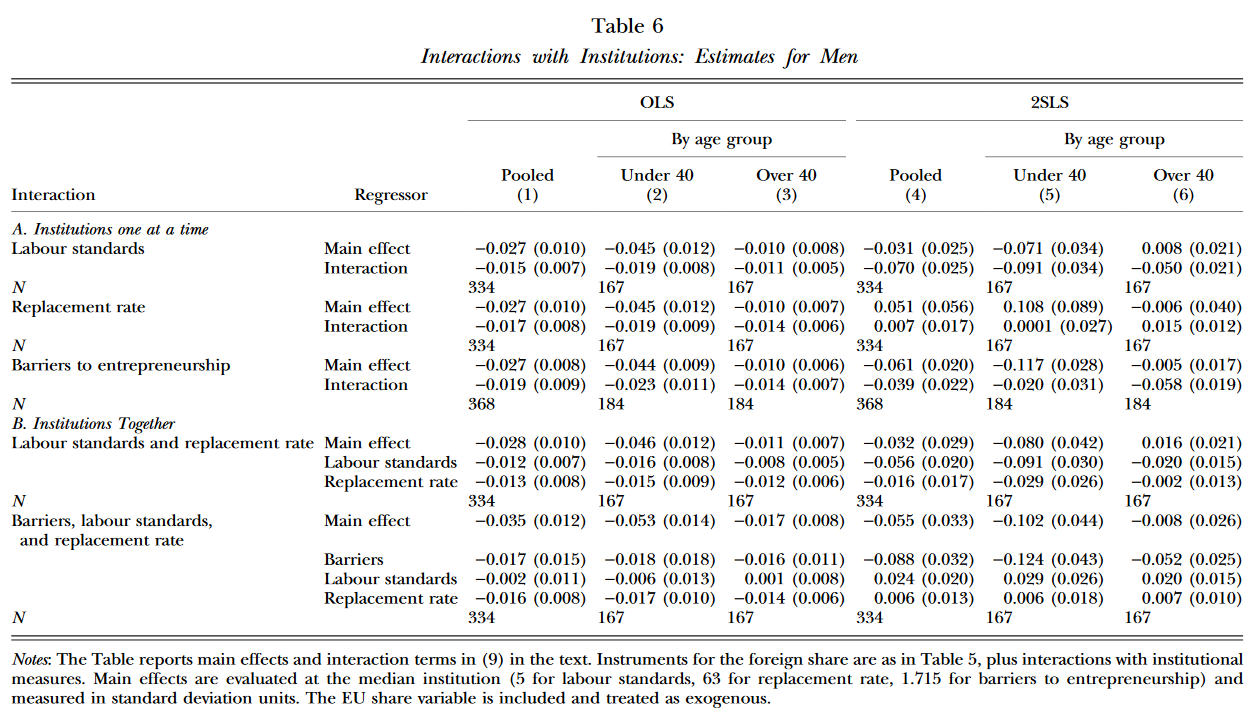 Table 6
Interactions with Institutions: Estimates for Men
OLS 2SLS
By age group By age group
Pooled Under 40 Over 40 Pooled Under 40 Over 40
Interaction Regressor (1) (2) (3) (4) (5) (6)
A. Institutions one at a time
Labour standards Main effect −0.027 (0.010) −0.045 (0.012) −0.010 (0.008) −0.031 (0.025) −0.071 (0.034) 0.008 (0.021)
Interaction −0.015 (0.007) −0.019 (0.008) −0.011 (0.005) −0.070 (0.025) −0.091 (0.034) −0.050 (0.021)
N 334 167 167 334 167 167
Replacement rate Main effect −0.027 (0.010) −0.045 (0.012) −0.010 (0.007) 0.051 (0.056) 0.108 (0.089) −0.006 (0.040)
Interaction −0.017 (0.008) −0.019 (0.009) −0.014 (0.006) 0.007 (0.017) 0.0001 (0.027) 0.015 (0.012)
N 334 167 167 334 167 167
Barriers to entrepreneurship Main effect −0.027 (0.008) −0.044 (0.009) −0.010 (0.006) −0.061 (0.020) −0.117 (0.028) −0.005 (0.017)
Interaction −0.019 (0.009) −0.023 (0.011) −0.014 (0.007) −0.039 (0.022) −0.020 (0.031) −0.058 (0.019)
N 368 184 184 368 184 184
B. Institutions Together
Labour standards and replacement rate Main effect −0.028 (0.010) −0.046 (0.012) −0.011 (0.007) −0.032 (0.029) −0.080 (0.042) 0.016 (0.021)
Labour standards −0.012 (0.007) −0.016 (0.008) −0.008 (0.005) −0.056 (0.020) −0.091 (0.030) −0.020 (0.015)
Replacement rate −0.013 (0.008) −0.015 (0.009) −0.012 (0.006) −0.016 (0.017) −0.029 (0.026) −0.002 (0.013)
N 334 167 167 334 167 167
Barriers, labour standards, Main effect −0.035 (0.012) −0.053 (0.014) −0.017 (0.008) −0.055 (0.033) −0.102 (0.044) −0.008 (0.026)
and replacement rate
Barriers −0.017 (0.015) −0.018 (0.018) −0.016 (0.011) −0.088 (0.032) −0.124 (0.043) −0.052 (0.025)
Labour standards −0.002 (0.011) −0.006 (0.013) 0.001 (0.008) 0.024 (0.020) 0.029 (0.026) 0.020 (0.015)
Replacement rate −0.016 (0.008) −0.017 (0.010) −0.014 (0.006) 0.006 (0.013) 0.006 (0.018) 0.007 (0.010)
N 334 167 167 334 167 167
Notes: The Table reports main effects and interaction terms in (9) in the text. Instruments for the foreign share are as in Table 5, plus interactions with institutional
measures. Main effects are evaluated at the median institution (5 for labour standards, 63 for replacement rate, 1.715 for barriers to entrepreneurship) and
measured in standard deviation units. The EU share variable is included and treated as exogenous.